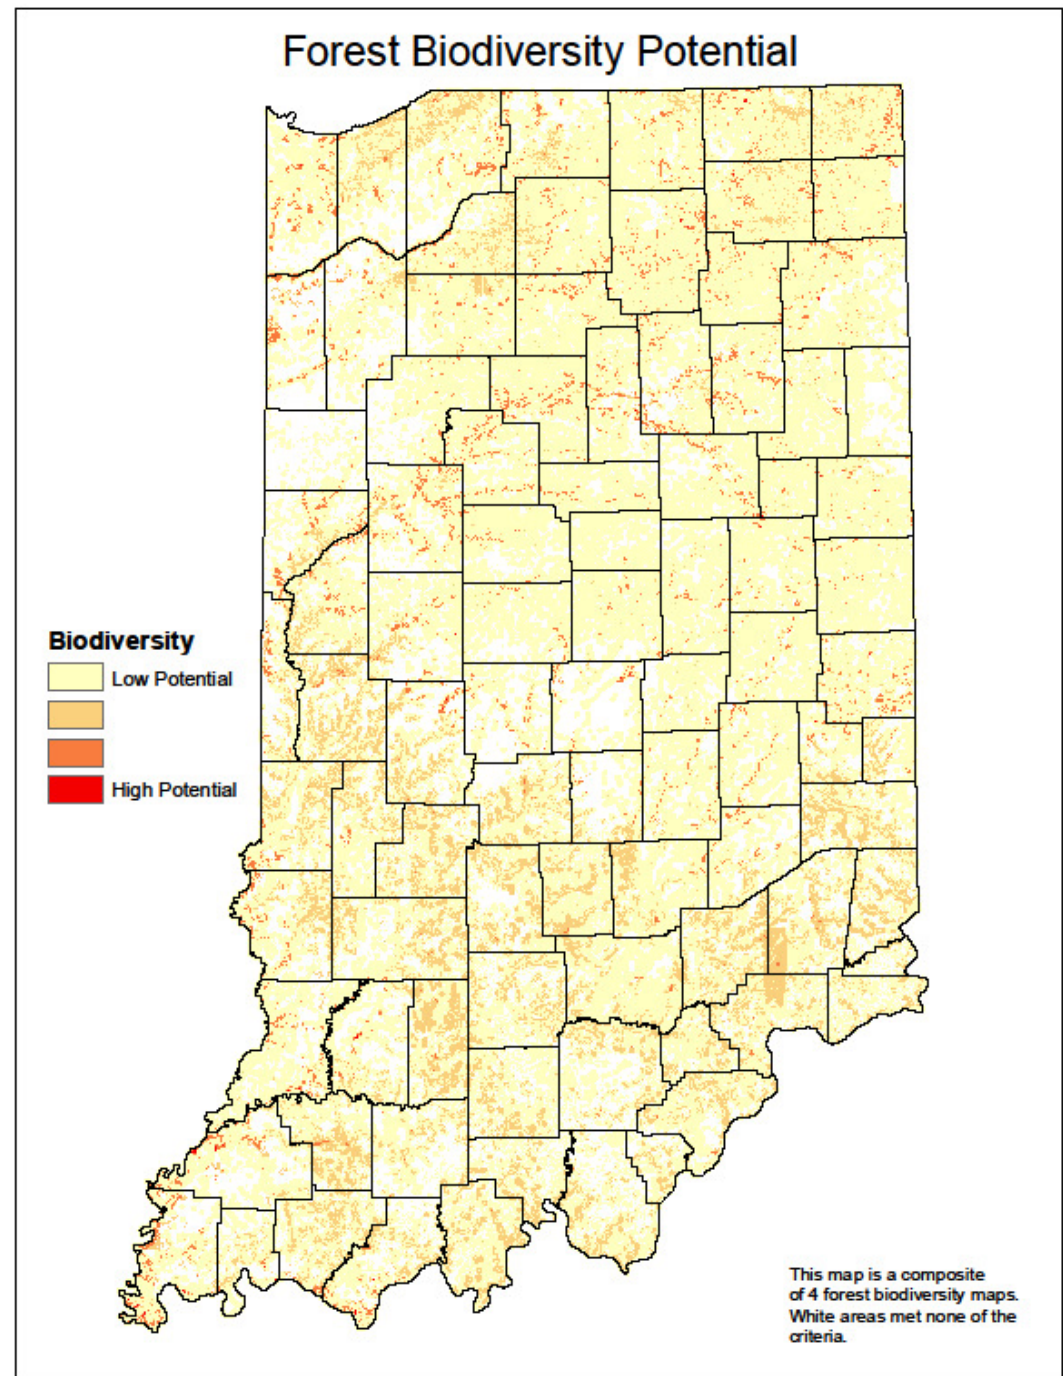 Forest Biodiversity Potential
Biodiversity
Low Potential
High Potential
This map is a composite
of 4 forest biodiversity maps.
White areas met none of the
criteria.